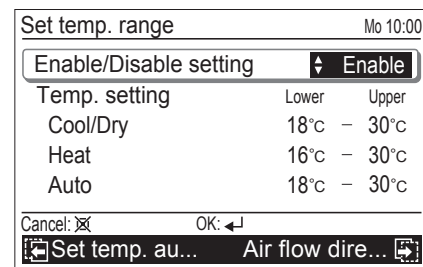 Set temp. range Mo 10:00
Enable/Disable setting Enable
Temp. setting Lower Upper
Cool/Dry 18°C – 30°C
Heat 16°C – 30°C
Auto 18°C – 30°C
Cancel: OK:
Set temp. au... Air flow dire...